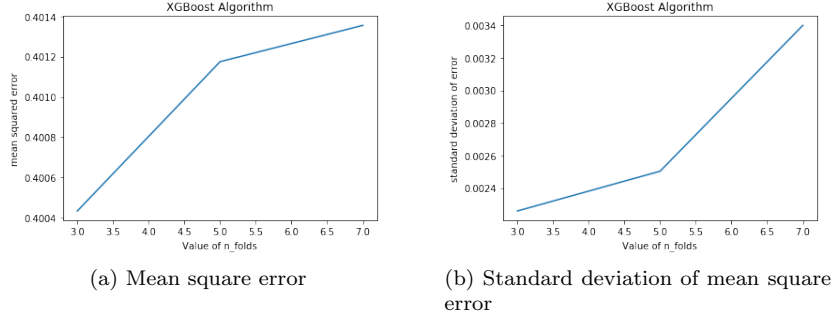 XGBoost Algorithm
0.4014
0.4012
0.4010
0.4008
0.4006
0.4004
mean squared error
3.0 3.5 4.0 4.5 5.0 5.5 6.0 6.5 7.0
Value of n_folds
(a) Mean square error
XGBoost Algorithm
0.0034
0.0032
0.0030
0.0028
0.0026
0.0024
standard deviation of error
3.0 3.5 4.0 4.5 5.0 5.5 6.0 6.5 7.0
Value of n_folds
(b) Standard deviation of mean square
error